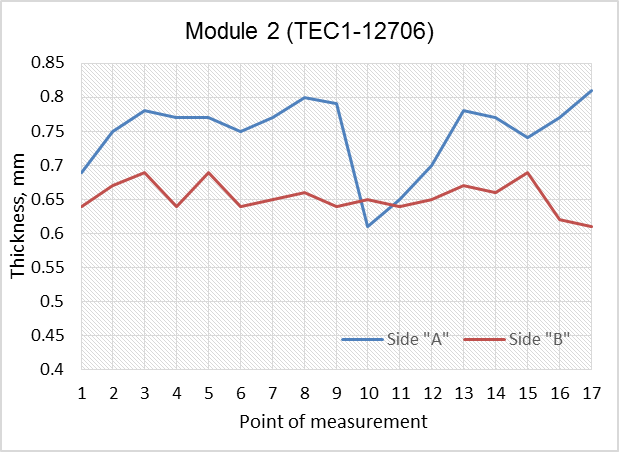 Module 2 (TEC1-12706)
Thickness, mm
0.85
0.8
0.75
0.7
0.65
0.6
0.55
0.5
0.45
0.4
Side "A" Side "B"
1 2 3 4 5 6 7 8 9 10 11 12 13 14 15 16 17
Point of measurement